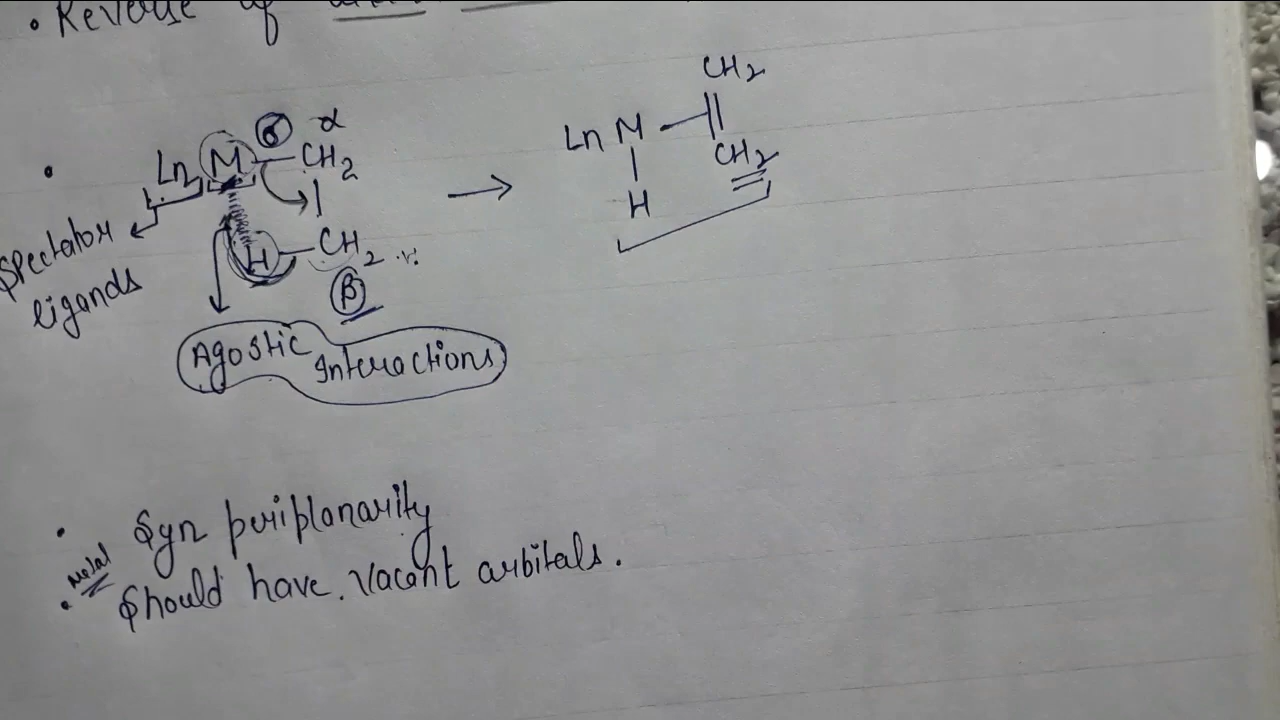 • Reverse of
σ α
• Ln M — CH2
CH2
Ln M
CH2
H
Spectator
ligands
H — CH2
β
Agostic Interactions
• Syn periplanarity
• Metal Should have vacant orbitals.